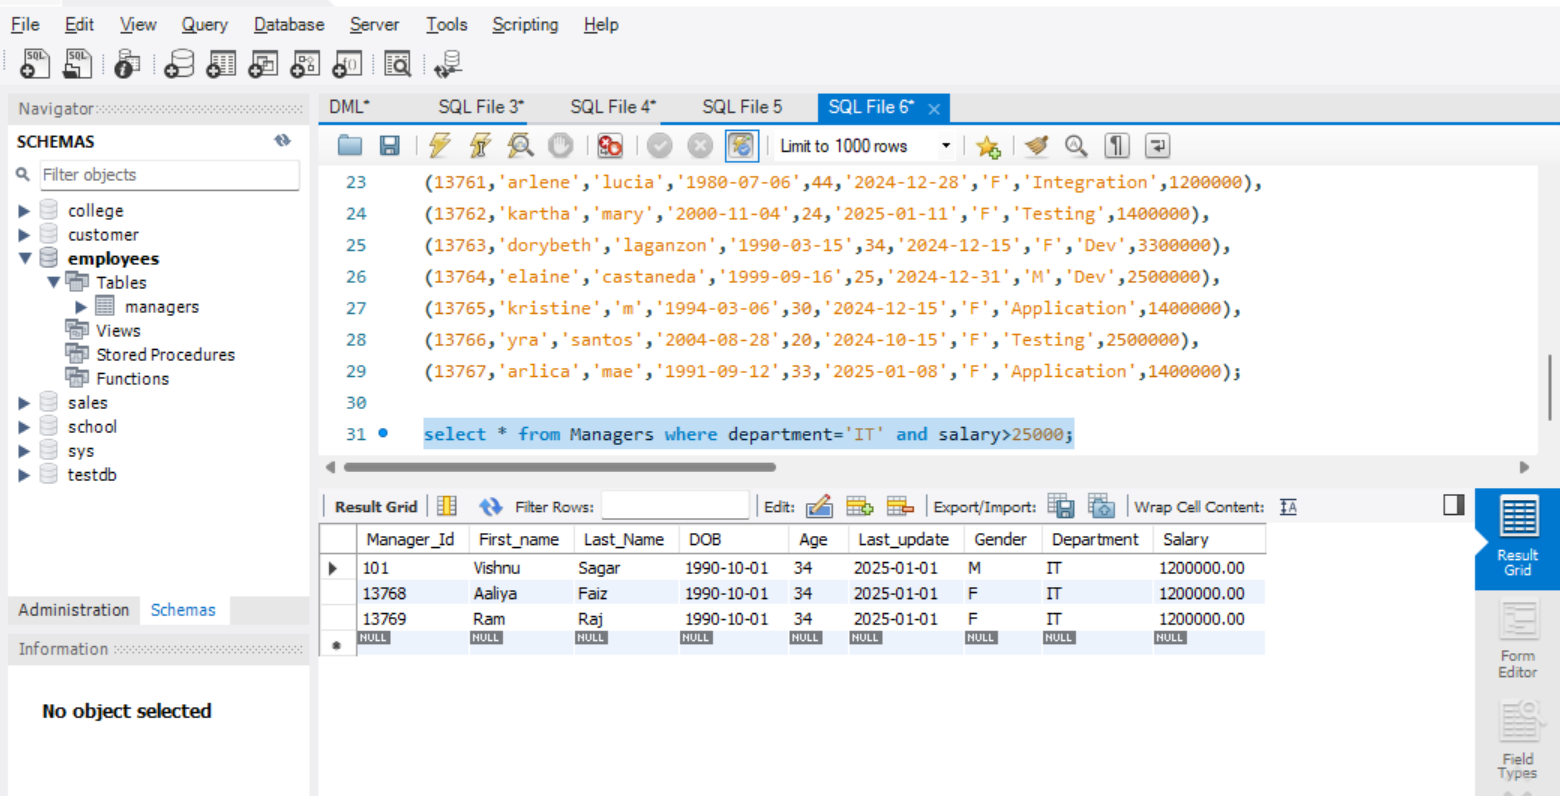 File Edit View Query Database Server Tools Scripting Help
SQL SQL
Navigator
SCHEMAS
Filter objects
college
customer
employees
Tables
managers
Views
Stored Procedures
Functions
sales
school
sys
testdb
Administration Schemas
Information
No object selected
DML* SQL File 3* SQL File 4* SQL File 5 SQL File 6*
Limit to 1000 rows
23 (13761,'arlene','lucia','1980-07-06',44,'2024-12-28','F','Integration',1200000),
24 (13762,'kartha','mary','2000-11-04',24,'2025-01-11','F','Testing',1400000),
25 (13763,'dorybeth','laganzon','1990-03-15',34,'2024-12-15','F','Dev',3300000),
26 (13764,'elaine','castaneda','1999-09-16',25,'2024-12-31','M','Dev',2500000),
27 (13765,'kristine','m','1994-03-06',30,'2024-12-15','F','Application',1400000),
28 (13766,'yra','santos','2004-08-28',20,'2024-10-15','F','Testing',2500000),
29 (13767,'arlica','mae','1991-09-12',33,'2025-01-08','F','Application',1400000);
30
31 select * from Managers where department='IT' and salary>25000;
Result Grid Filter Rows: Edit: Export/Import: Wrap Cell Content: IA
Manager_Id First_name Last_Name DOB Age Last_update Gender Department Salary
101 Vishnu Sagar 1990-10-01 34 2025-01-01 M IT 1200000.00
13768 Aaliya Faiz 1990-10-01 34 2025-01-01 F IT 1200000.00
13769 Ram Raj 1990-10-01 34 2025-01-01 F IT 1200000.00
NULL NULL NULL NULL NULL NULL NULL NULL NULL
Result
Grid
Form
Editor
Field
Types